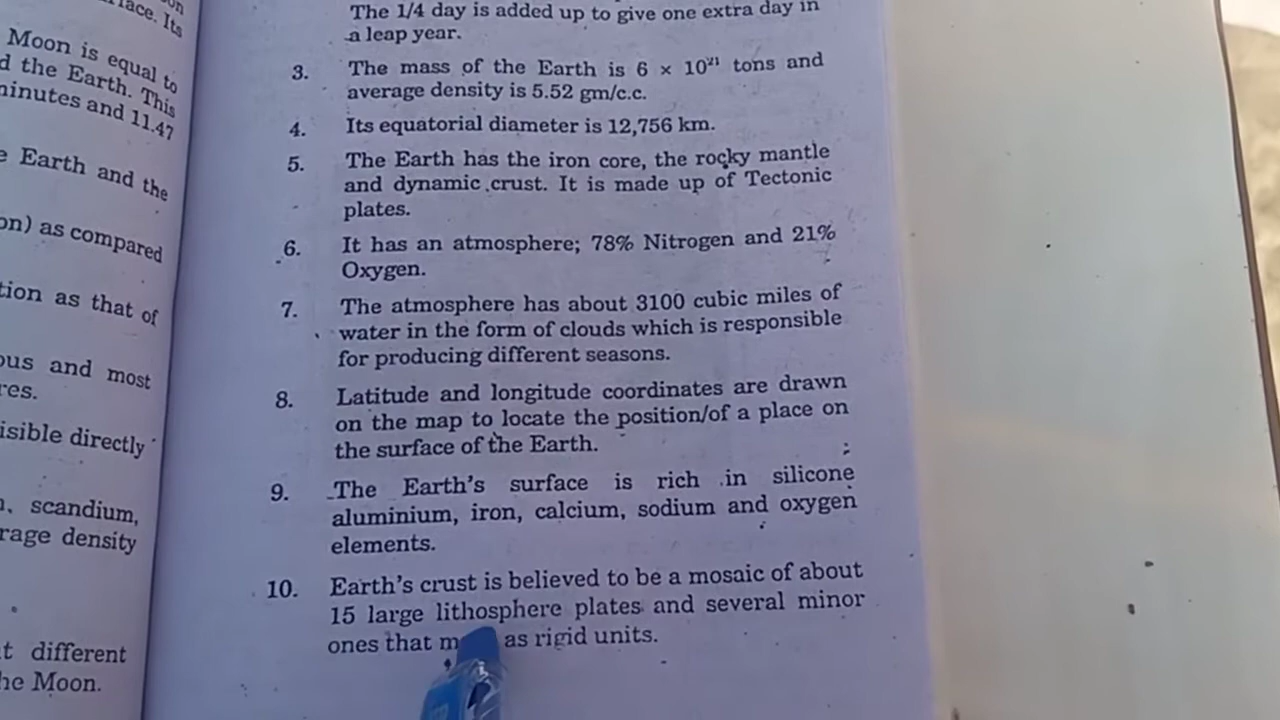 on
rface. Its
Moon is equal to
d the Earth. This
minutes and 11.47
e Earth and the
on) as compared
tion as that of
ous and most
res.
isible directly
, scandium,
rage density
t different
he Moon.
The 1/4 day is added up to give one extra day in
a leap year.
3. The mass of the Earth is 6 × 10²¹ tons and
average density is 5.52 gm/c.c.
4. Its equatorial diameter is 12,756 km.
5. The Earth has the iron core, the rocky mantle
and dynamic crust. It is made up of Tectonic
plates.
6. It has an atmosphere; 78% Nitrogen and 21%
Oxygen.
7. The atmosphere has about 3100 cubic miles of
water in the form of clouds which is responsible
for producing different seasons.
8. Latitude and longitude coordinates are drawn
on the map to locate the position/of a place on
the surface of the Earth.
9. The Earth's surface is rich in silicone
aluminium, iron, calcium, sodium and oxygen
elements.
10. Earth's crust is believed to be a mosaic of about
15 large lithosphere plates and several minor
ones that m as rigid units.